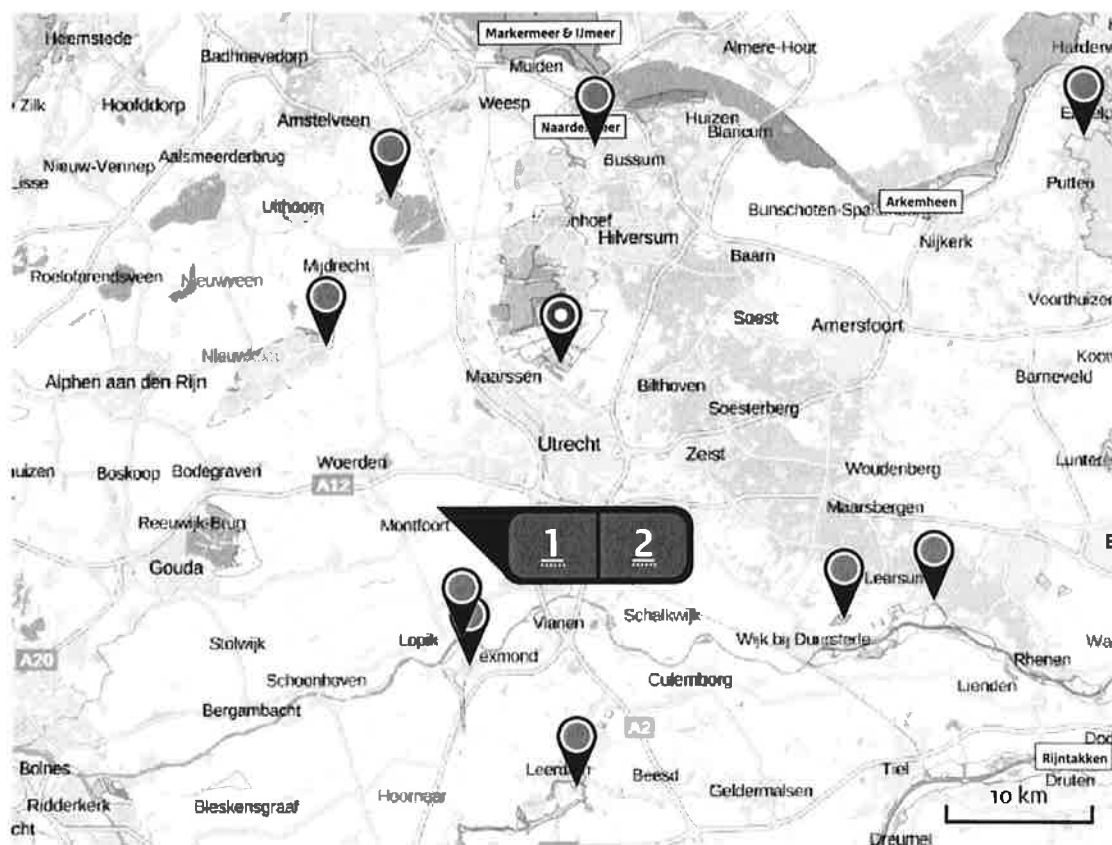 Markermeer & IJmeer
Heemstede
Badhoevedorp
Almere-Hout
Muiden
Zilk
Hoofddorp
Weesp
Amstelveen
Huizen
Blaricum
Aalsmeerderbrug
Bussum
Nieuw-Vennep
Lisse
Putten
Uithoorn
Bunschoten-Spak
Arkemheen
Nijkerk
Hilversum
Baarn
Mijdrecht
Roelofarendsveen
Nieuwveen
Voorthuizen
Soest
Amersfoort
Maarssen
Alphen aan den Rijn
Bilthoven
Barneveld
Soesterberg
Utrecht
Zeist
Woerden
Boskoop
Bodegraven
Woudenberg
A12
Maarsbergen
Reeuwijk-Brug
Montfoort
1 2
Gouda
Schalkwijk
Vianen
Stolwijk
Lopik
Wijk bij Duurstede
A20
exmond
Rhenen
Schoonhoven
Culemborg
Lienden
Bergambacht
A2
Bolnes
Beesd
Tiel
Rijntakken
Geldermalsen
Druten
Ridderkerk
Bleskensgraaf
Hoornaar
10 km
cht
Dreumel